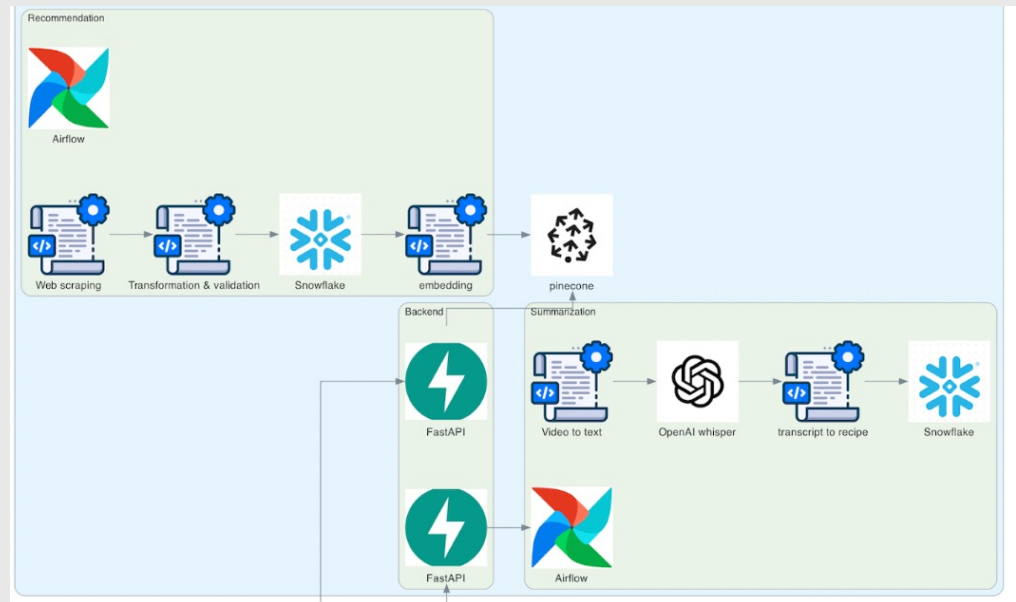 Recommendation
Airflow
Web scraping
Transformation & validation
Snowflake
embedding
pinecone
Backend
Summarization
FastAPI
Video to text
OpenAI whisper
transcript to recipe
Snowflake
FastAPI
Airflow